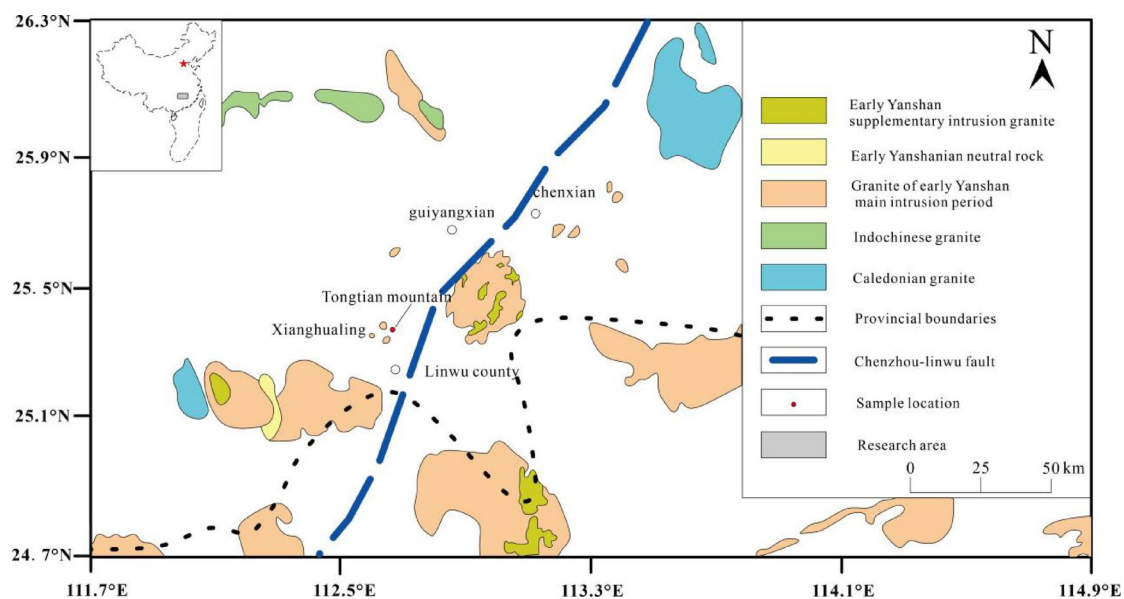 26.3°N
25.9°N
25.5°N
25.1°N
24.7°N
111.7°E
112.5°E
113.3°E
114.1°E
114.9°E
chenxian
guiyangxian
Tongtian mountain
Xianghualing
Linwu county
N
Early Yanshan
supplementary intrusion granite
Early Yanshanian neutral rock
Granite of early Yanshan
main intrusion period
Indochinese granite
Caledonian granite
Provincial boundaries
Chenzhou-linwu fault
Sample location
Research area
0 25 50 km